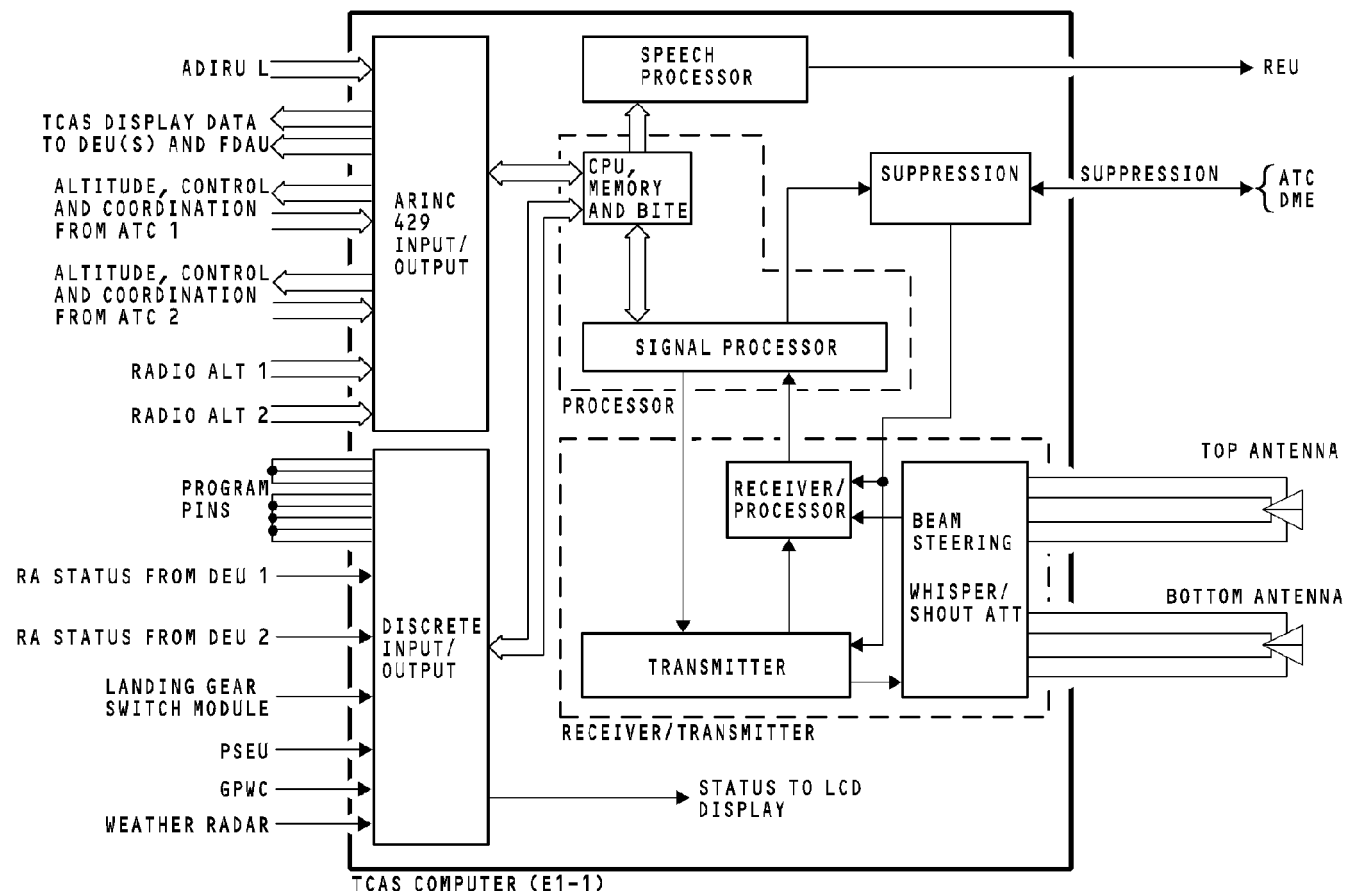 ADIRU L
TCAS DISPLAY DATA
TO DEU(S) AND FDAU
ALTITUDE, CONTROL
AND COORDINATION
FROM ATC 1
ALTITUDE, CONTROL
AND COORDINATION
FROM ATC 2
RADIO ALT 1
RADIO ALT 2
PROGRAM
PINS
RA STATUS FROM DEU 1
RA STATUS FROM DEU 2
LANDING GEAR
SWITCH MODULE
PSEU
GPWC
WEATHER RADAR
ARINC
429
INPUT/
OUTPUT
DISCRETE
INPUT/
OUTPUT
SPEECH
PROCESSOR
CPU,
MEMORY
AND BITE
SIGNAL PROCESSOR
PROCESSOR
SUPPRESSION
SUPPRESSION
REU
ATC
DME
RECEIVER/
PROCESSOR
BEAM
STEERING
WHISPER/
SHOUT ATT
TRANSMITTER
RECEIVER/TRANSMITTER
TOP ANTENNA
BOTTOM ANTENNA
STATUS TO LCD
DISPLAY
TCAS COMPUTER (E1-1)